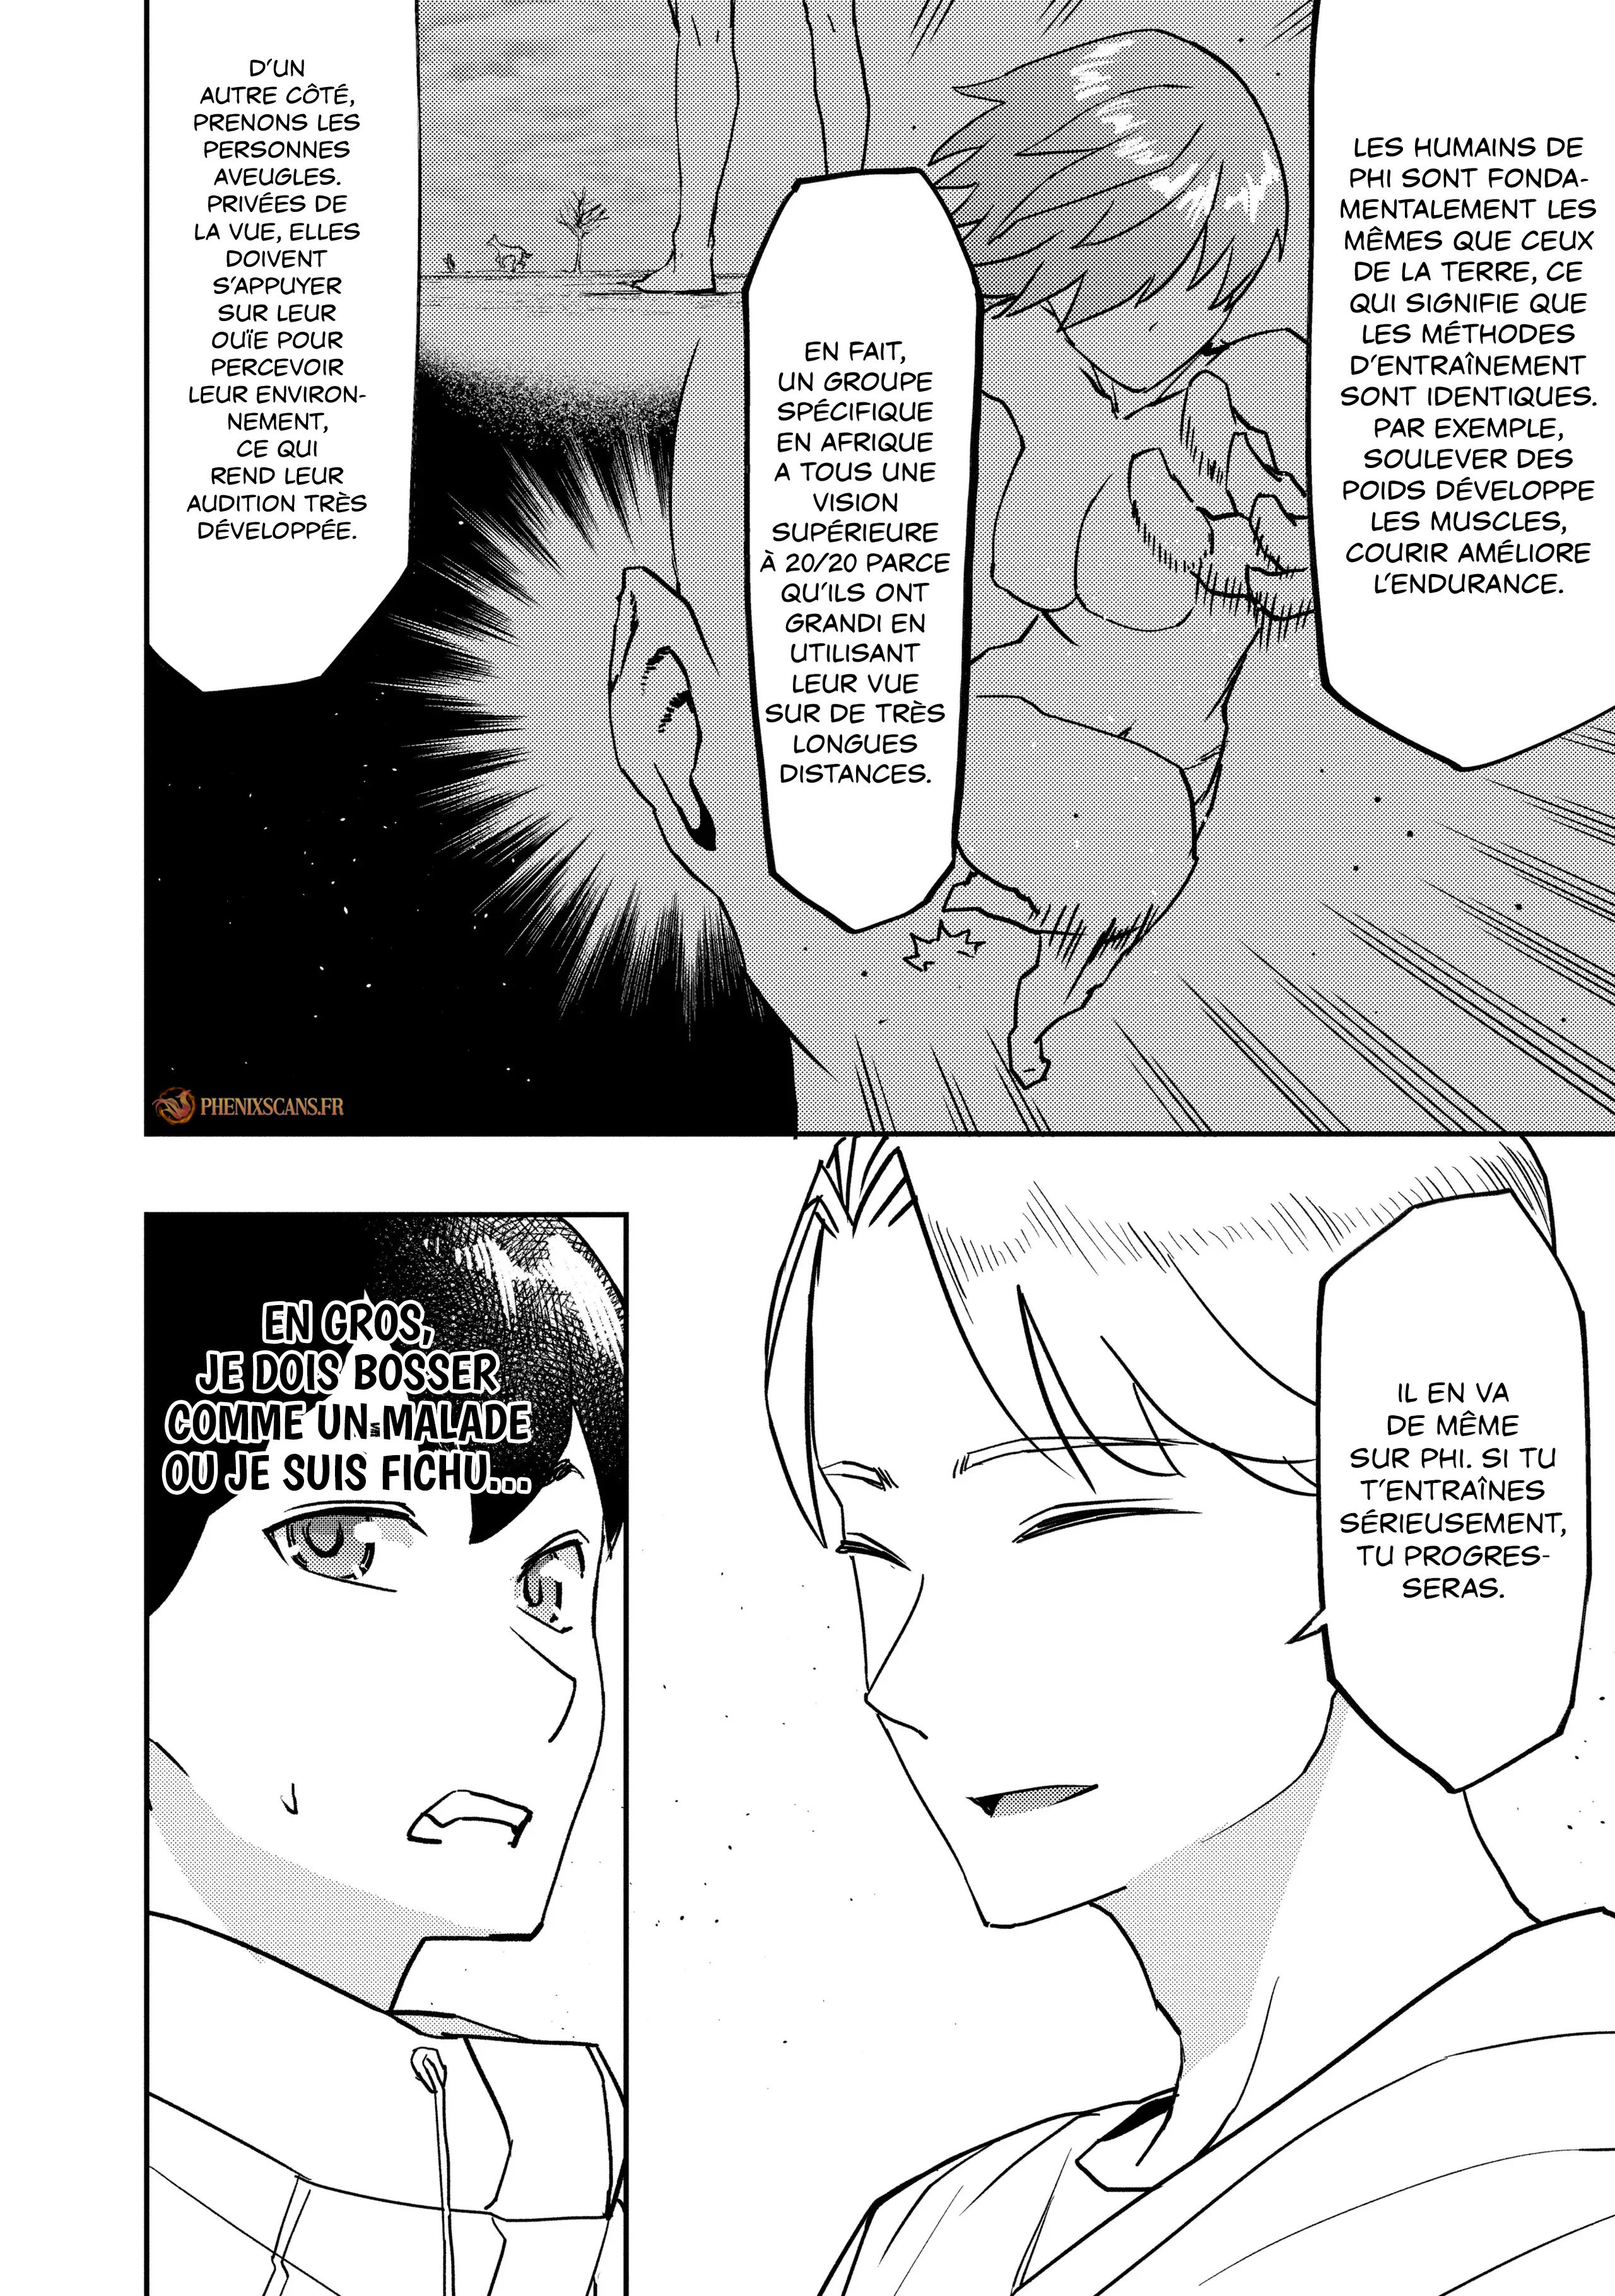 LES HUMAINS DE
PHI SONT FONDA-
MENTALEMENT LES
MÊMES QUE CEUX
DE LA TERRE, CE
QUI SIGNIFIE QUE
LES MÉTHODES
D'ENTRAÎNEMENT
SONT IDENTIQUES.
PAR EXEMPLE,
SOULEVER DES
POIDS DÉVELOPPE
LES MUSCLES,
COURIR AMÉLIORE
L'ENDURANCE.
EN FAIT,
UN GROUPE
SPÉCIFIQUE
EN AFRIQUE
A TOUS UNE
VISION
SUPÉRIEURE
À 20/20 PARCE
QU'ILS ONT
GRANDI EN
UTILISANT
LEUR VUE
SUR DE TRÈS
LONGUES
DISTANCES.
D'UN
AUTRE CÔTÉ,
PRENONS LES
PERSONNES
AVEUGLES.
PRIVÉES DE
LA VUE, ELLES
DOIVENT
S'APPUYER
SUR LEUR
OUÏE POUR
PERCEVOIR
LEUR ENVIRON-
NEMENT,
CE QUI
REND LEUR
AUDITION TRÈS
DÉVELOPPÉE.
PHENIXSCANS.FR
IL EN VA
DE MÊME
SUR PHI. SI TU
T'ENTRAÎNES
SÉRIEUSEMENT,
TU PROGRES-
SERAS.
EN GROS,
JE DOIS BOSSER
COMME UN MALADE
OU JE SUIS FICHU...